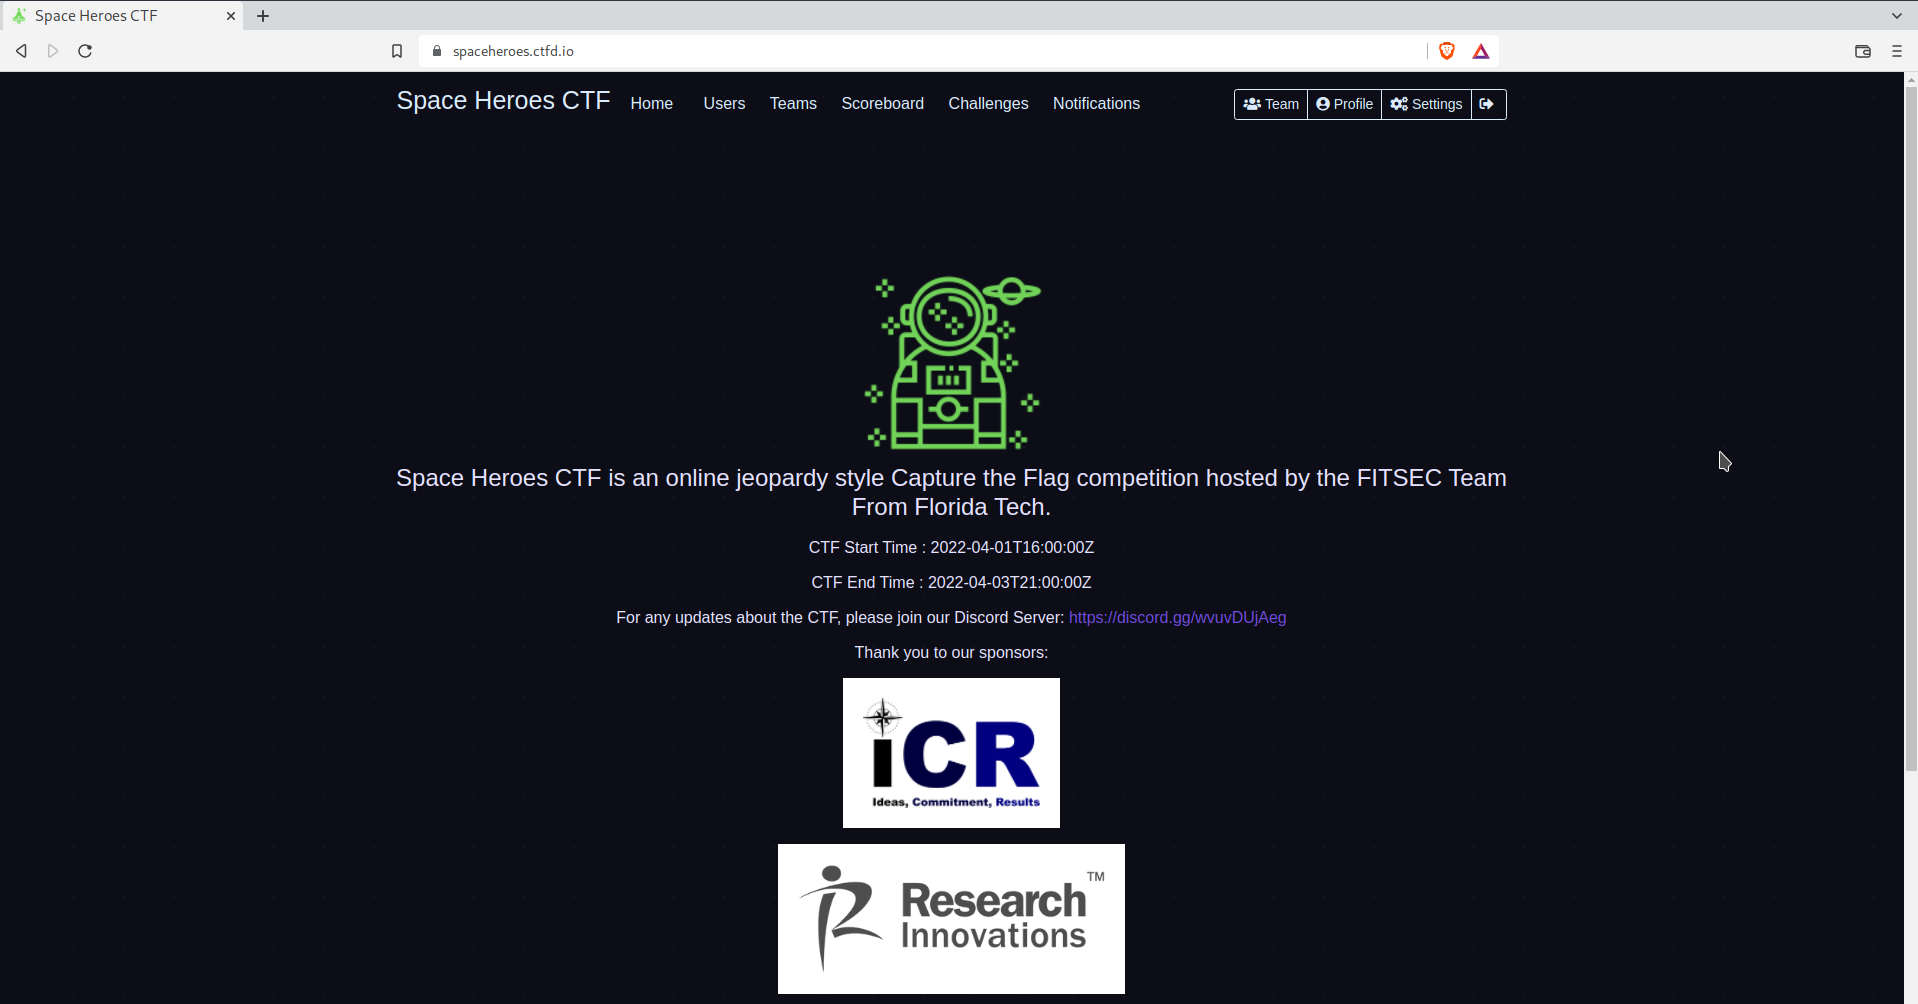 Space Heroes CTF
spaceheroes.ctfd.io
Space Heroes CTF Home Users Teams Scoreboard Challenges Notifications Team Profile Settings
Space Heroes CTF is an online jeopardy style Capture the Flag competition hosted by the FITSEC Team
From Florida Tech.
CTF Start Time : 2022-04-01T16:00:00Z
CTF End Time : 2022-04-03T21:00:00Z
For any updates about the CTF, please join our Discord Server: https://discord.gg/wvuvDUjAeg
Thank you to our sponsors:
iCR
Ideas, Commitment, Results
Research TM
Innovations